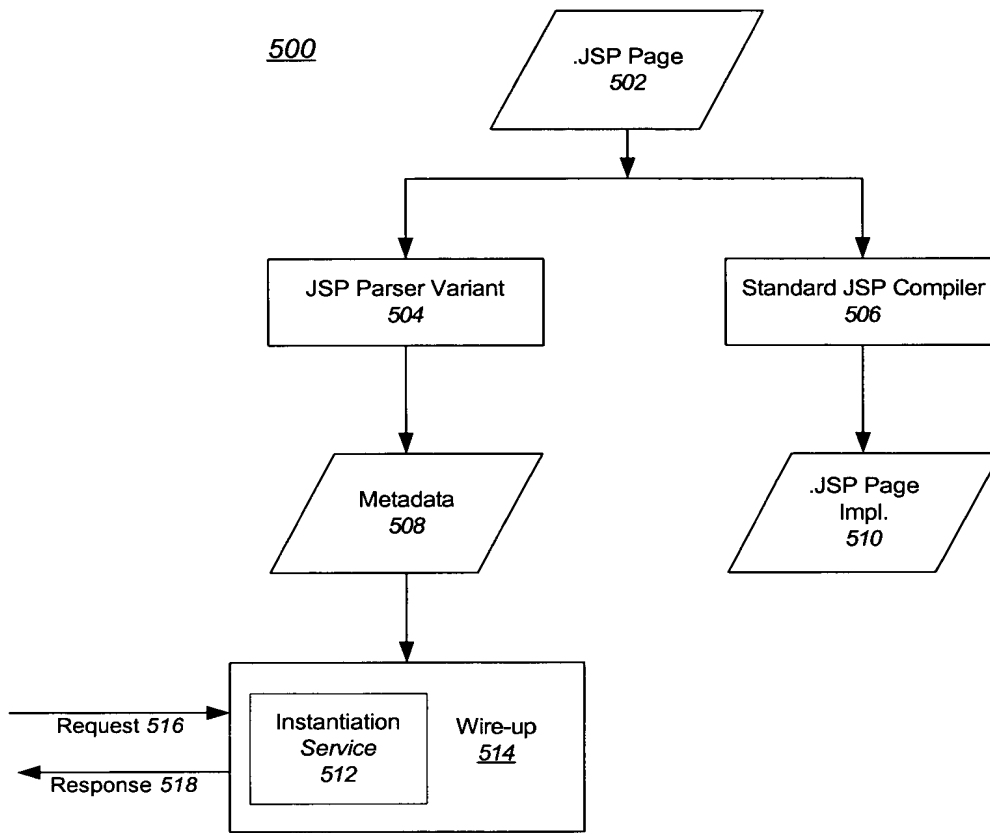 500
.JSP Page
502
JSP Parser Variant
504
Standard JSP Compiler
506
Metadata
508
.JSP Page
Impl.
510
Request 516
Response 518
Instantiation
Service
512
Wire-up
514